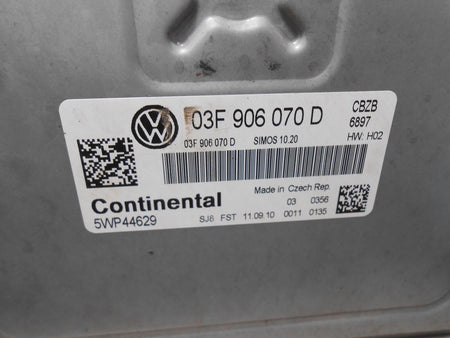 03F 906 070 D
CBZB
6897
03F 906 070 D SIMOS 10.20 HW: H02
Continental
5WP44629
Made in Czech Rep.
03 0356
SJ6 FST 11.09.10 0011 0135